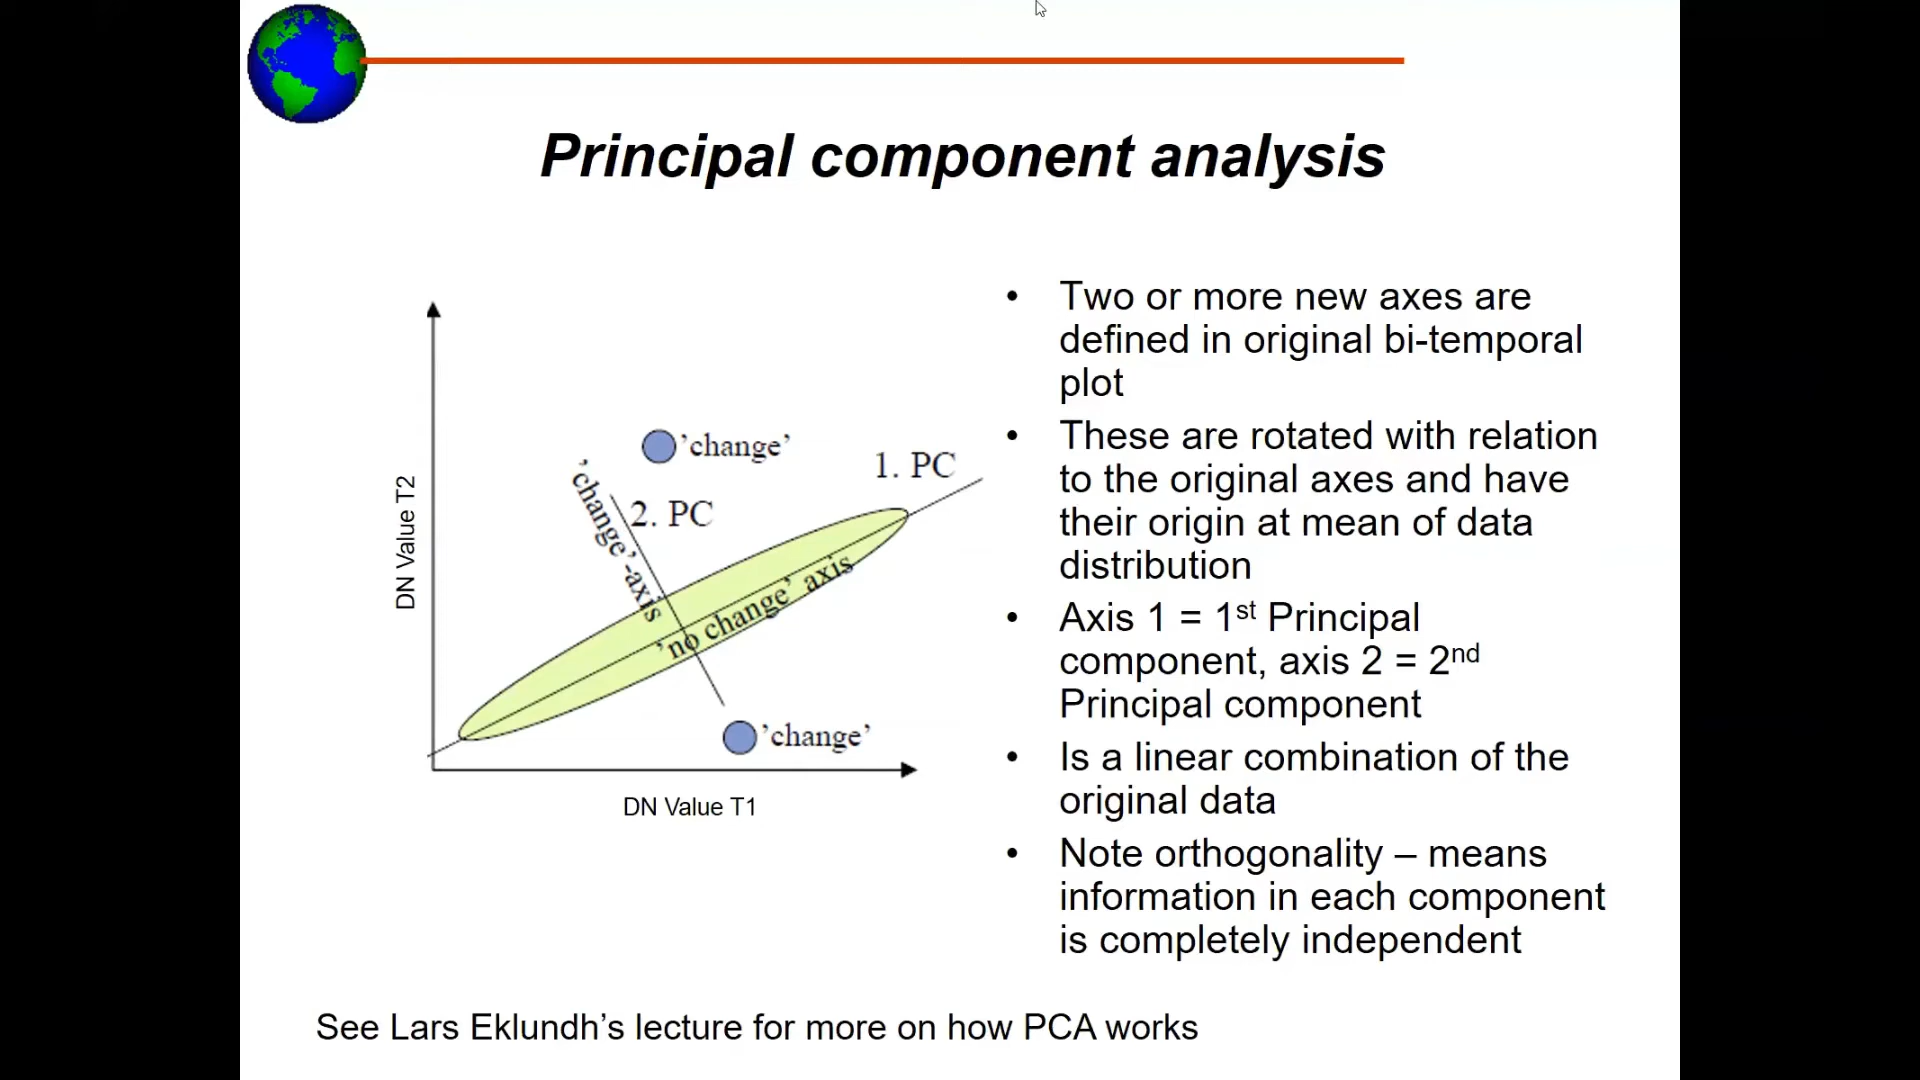 Principal component analysis
DN Value T2
’change’
1. PC
’change’-axis
2. PC
’no change’ axis
’change’
DN Value T1
• Two or more new axes are
defined in original bi-temporal
plot
• These are rotated with relation
to the original axes and have
their origin at mean of data
distribution
• Axis 1 = 1st Principal
component, axis 2 = 2nd
Principal component
• Is a linear combination of the
original data
• Note orthogonality – means
information in each component
is completely independent
See Lars Eklundh’s lecture for more on how PCA works